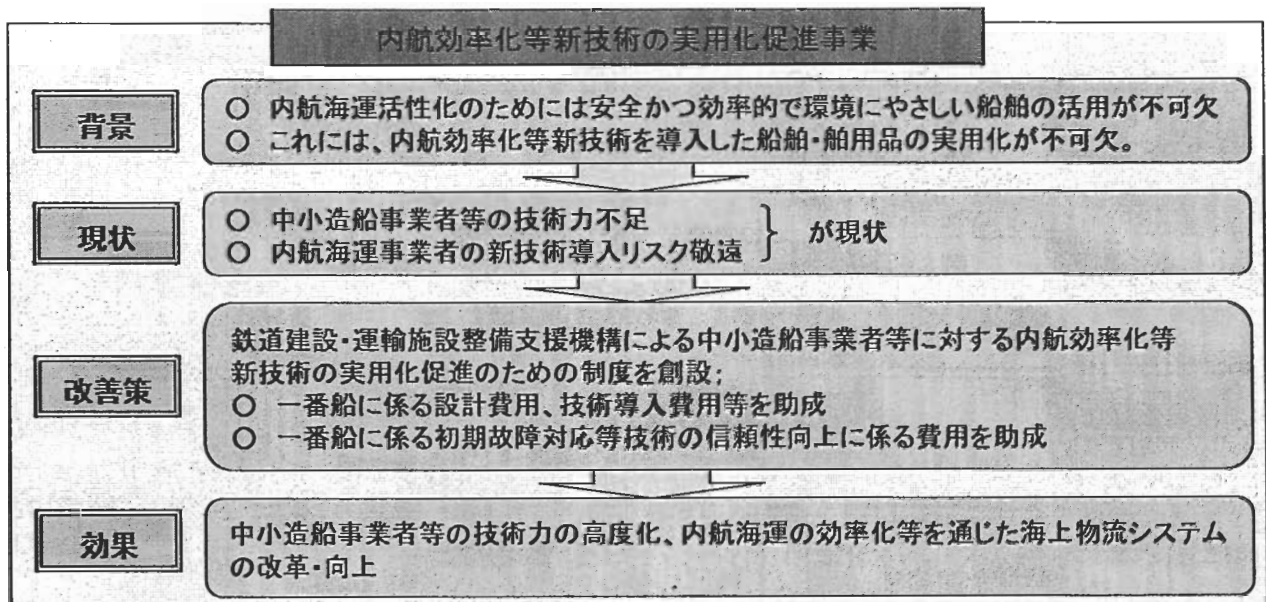 内航効率化等新技術の実用化促進事業
背景
○ 内航海運活性化のためには安全かつ効率的で環境にやさしい船舶の活用が不可欠
○ これには、内航効率化等新技術を導入した船舶・舶用品の実用化が不可欠。
現状
○ 中小造船事業者等の技術力不足
○ 内航海運事業者の新技術導入リスク敬遠
が現状
改善策
鉄道建設・運輸施設整備支援機構による中小造船事業者等に対する内航効率化等
新技術の実用化促進のための制度を創設;
○ 一番船に係る設計費用、技術導入費用等を助成
○ 一番船に係る初期故障対応等技術の信頼性向上に係る費用を助成
効果
中小造船事業者等の技術力の高度化、内航海運の効率化等を通じた海上物流システム
の改革・向上